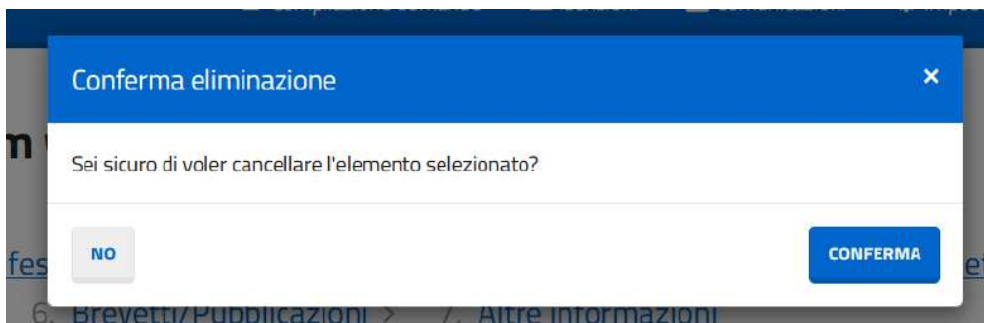 Conferma eliminazione ×
Sei sicuro di voler cancellare l'elemento selezionato?
NO CONFERMA
6. Brevetti/Pubblicazioni > 7. Altre informazioni